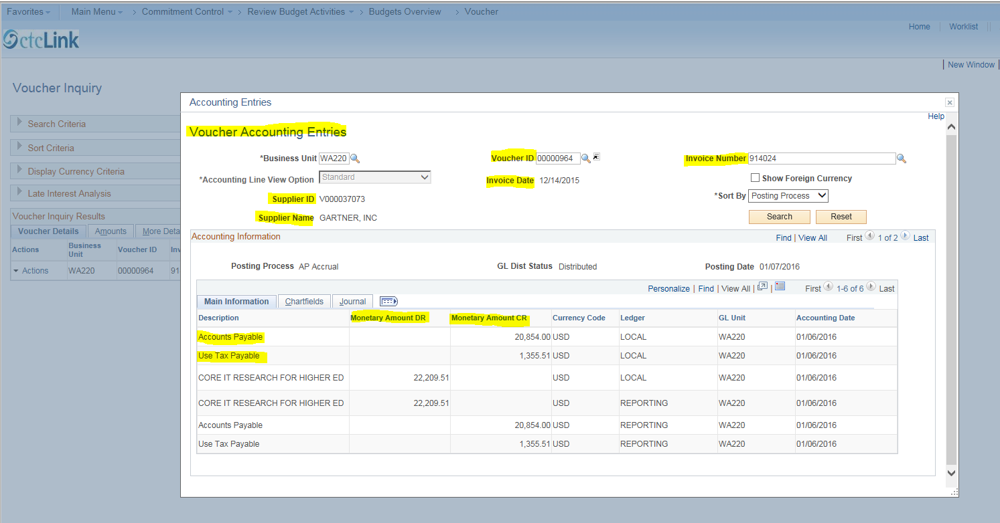 Favorites Main Menu > Commitment Control > Review Budget Activities > Budgets Overview > Voucher
Home Worklist
ctcLink
New Window
Voucher Inquiry
Accounting Entries
Help
Search Criteria
Voucher Accounting Entries
Sort Criteria
*Business Unit WA220 Voucher ID 00000964 Invoice Number 914024
Display Currency Criteria
*Accounting Line View Option Standard Invoice Date 12/14/2015 Show Foreign Currency
Late Interest Analysis
Supplier ID V000037073 *Sort By Posting Process
Voucher Inquiry Results
Supplier Name GARTNER, INC Search Reset
Voucher Details Amounts More Deta
Accounting Information Find | View All First 1 of 2 Last
Actions Business Unit Voucher ID Inv
Actions WA220 00000964 91
Posting Process AP Accrual GL Dist Status Distributed Posting Date 01/07/2016
Personalize | Find | View All | | First 1-6 of 6 Last
Main Information Chartfields Journal
Description Monetary Amount DR Monetary Amount CR Currency Code Ledger GL Unit Accounting Date
Accounts Payable 20,854.00 USD LOCAL WA220 01/06/2016
Use Tax Payable 1,355.51 USD LOCAL WA220 01/06/2016
CORE IT RESEARCH FOR HIGHER ED 22,209.51 USD LOCAL WA220 01/06/2016
CORE IT RESEARCH FOR HIGHER ED 22,209.51 USD REPORTING WA220 01/06/2016
Accounts Payable 20,854.00 USD REPORTING WA220 01/06/2016
Use Tax Payable 1,355.51 USD REPORTING WA220 01/06/2016